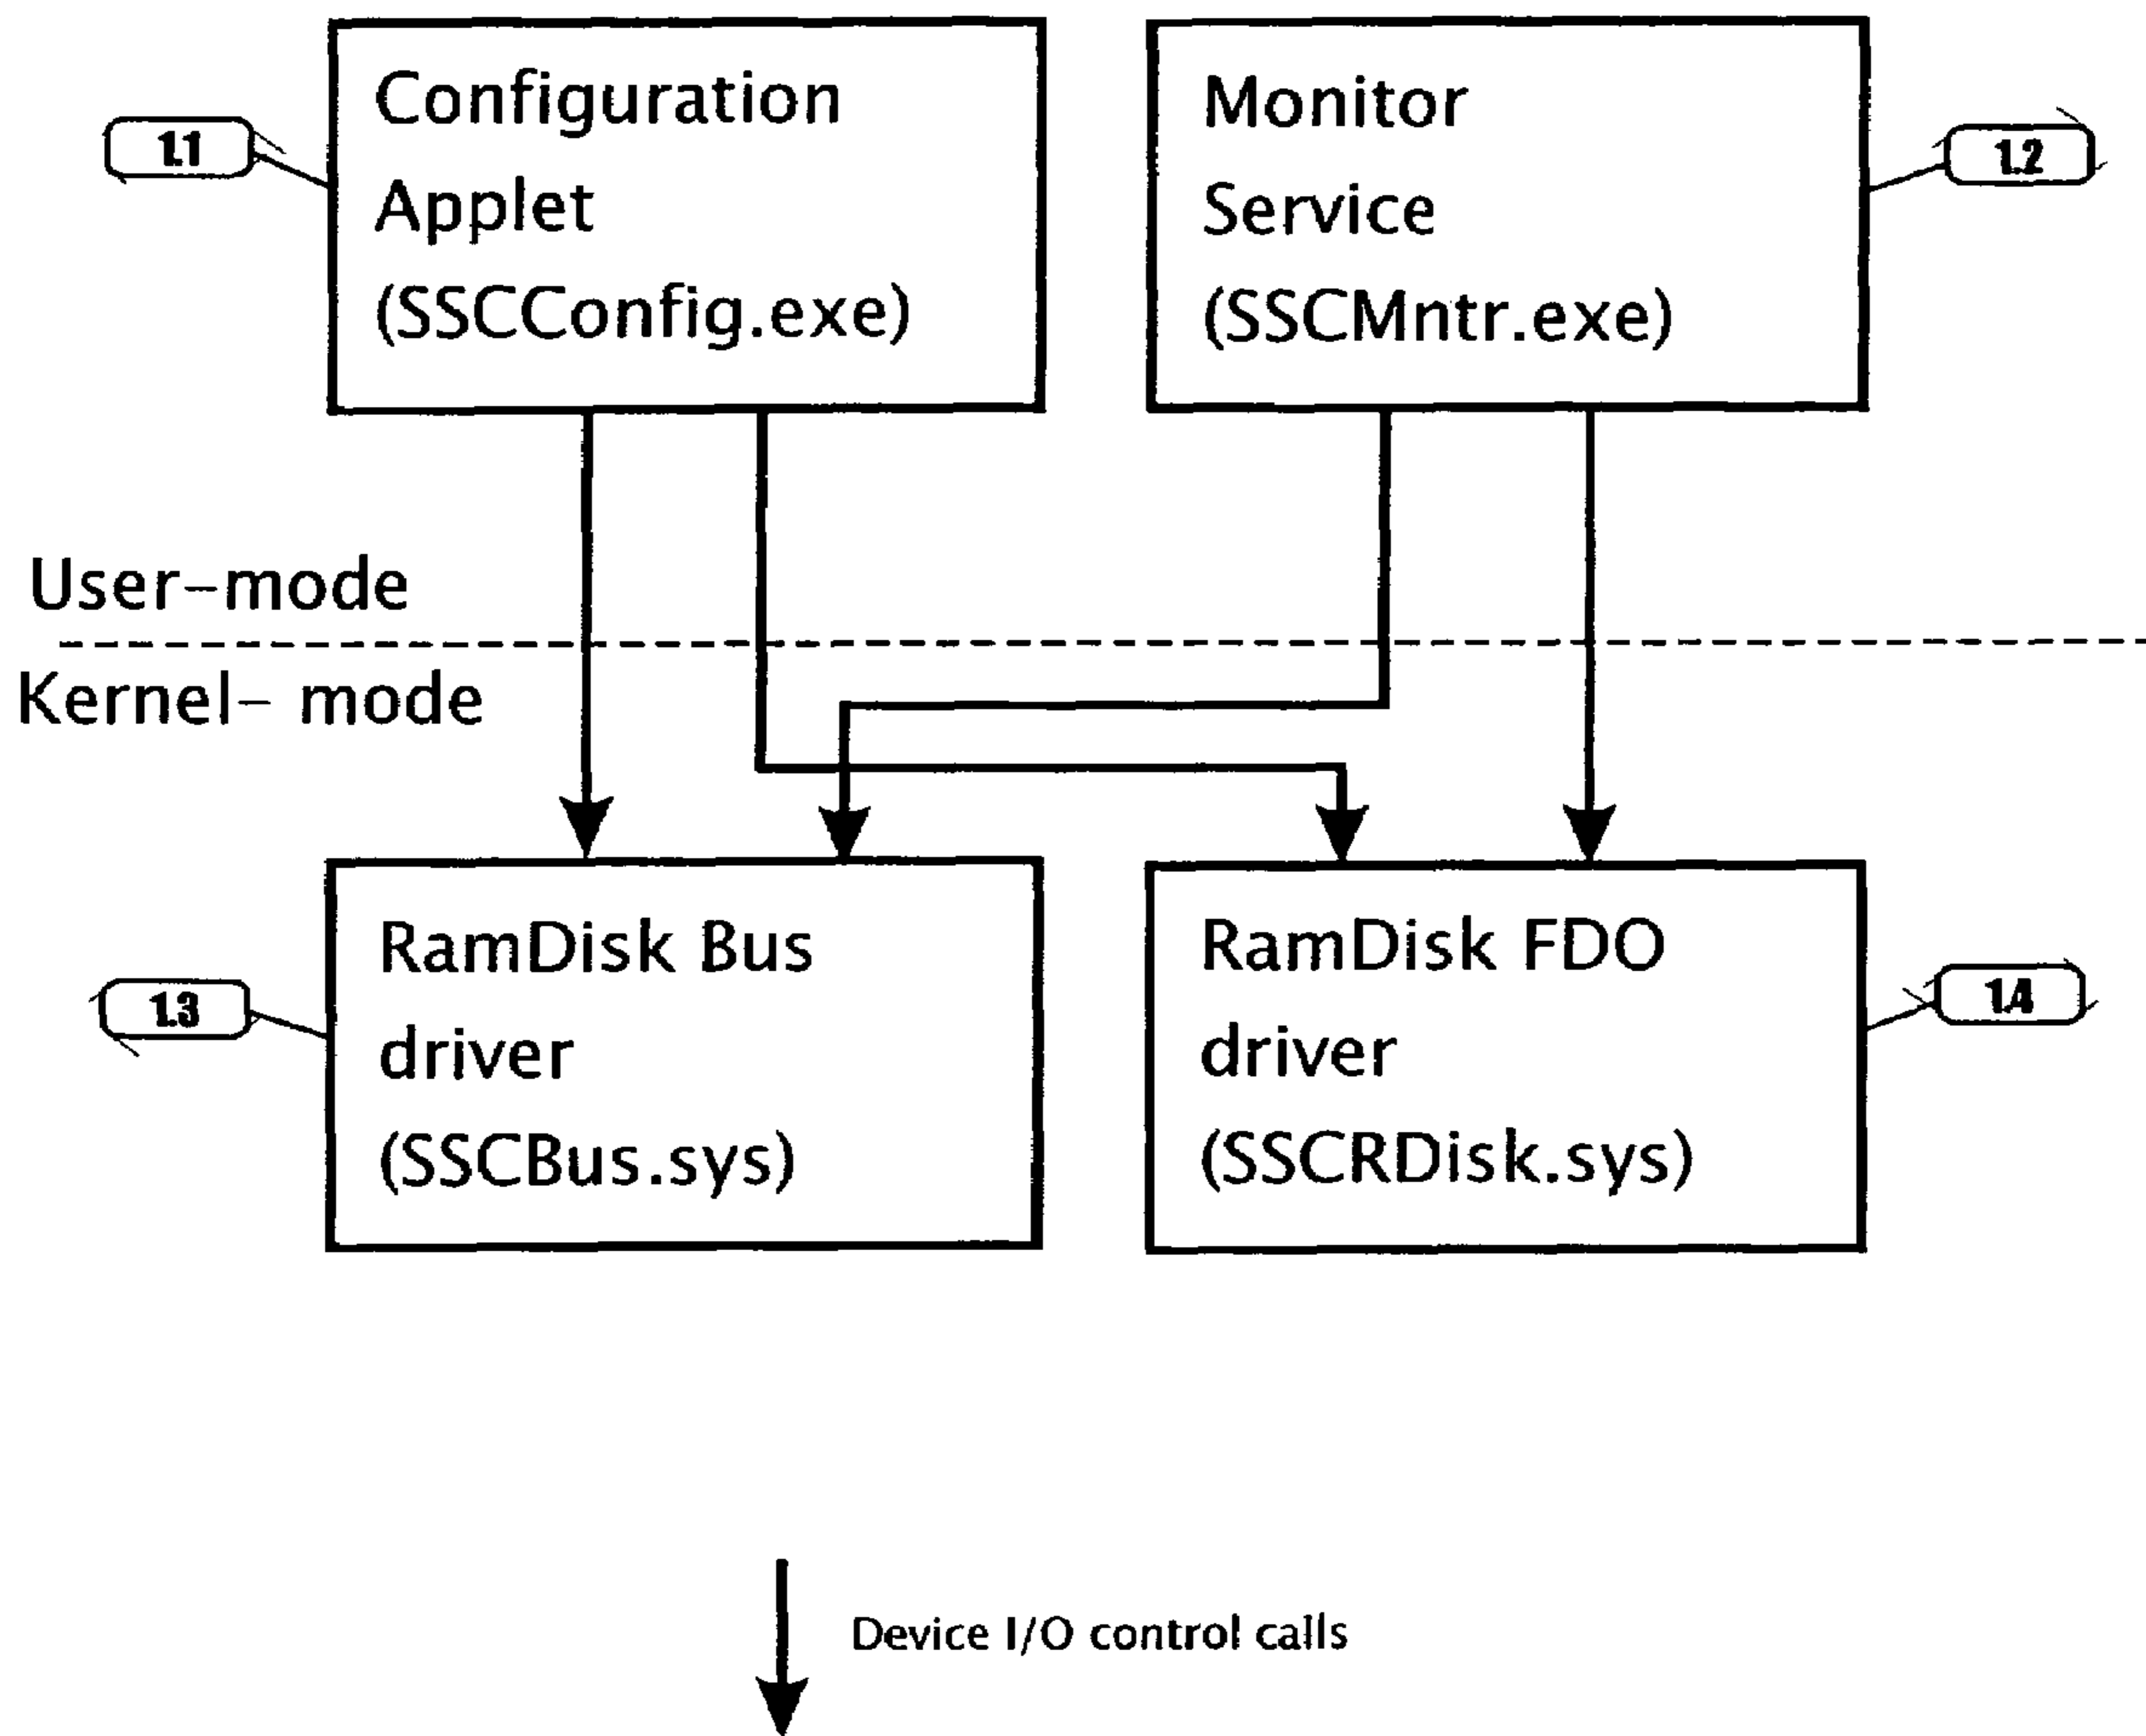 Configuration
Applet
(SSCConfig.exe)
1.1
Monitor
Service
(SSCMntr.exe)
1.2
User-mode
Kernel- mode
RamDisk Bus
driver
(SSCBus.sys)
1.3
RamDisk FDO
driver
(SSCRDisk.sys)
1.4
Device I/O control calls